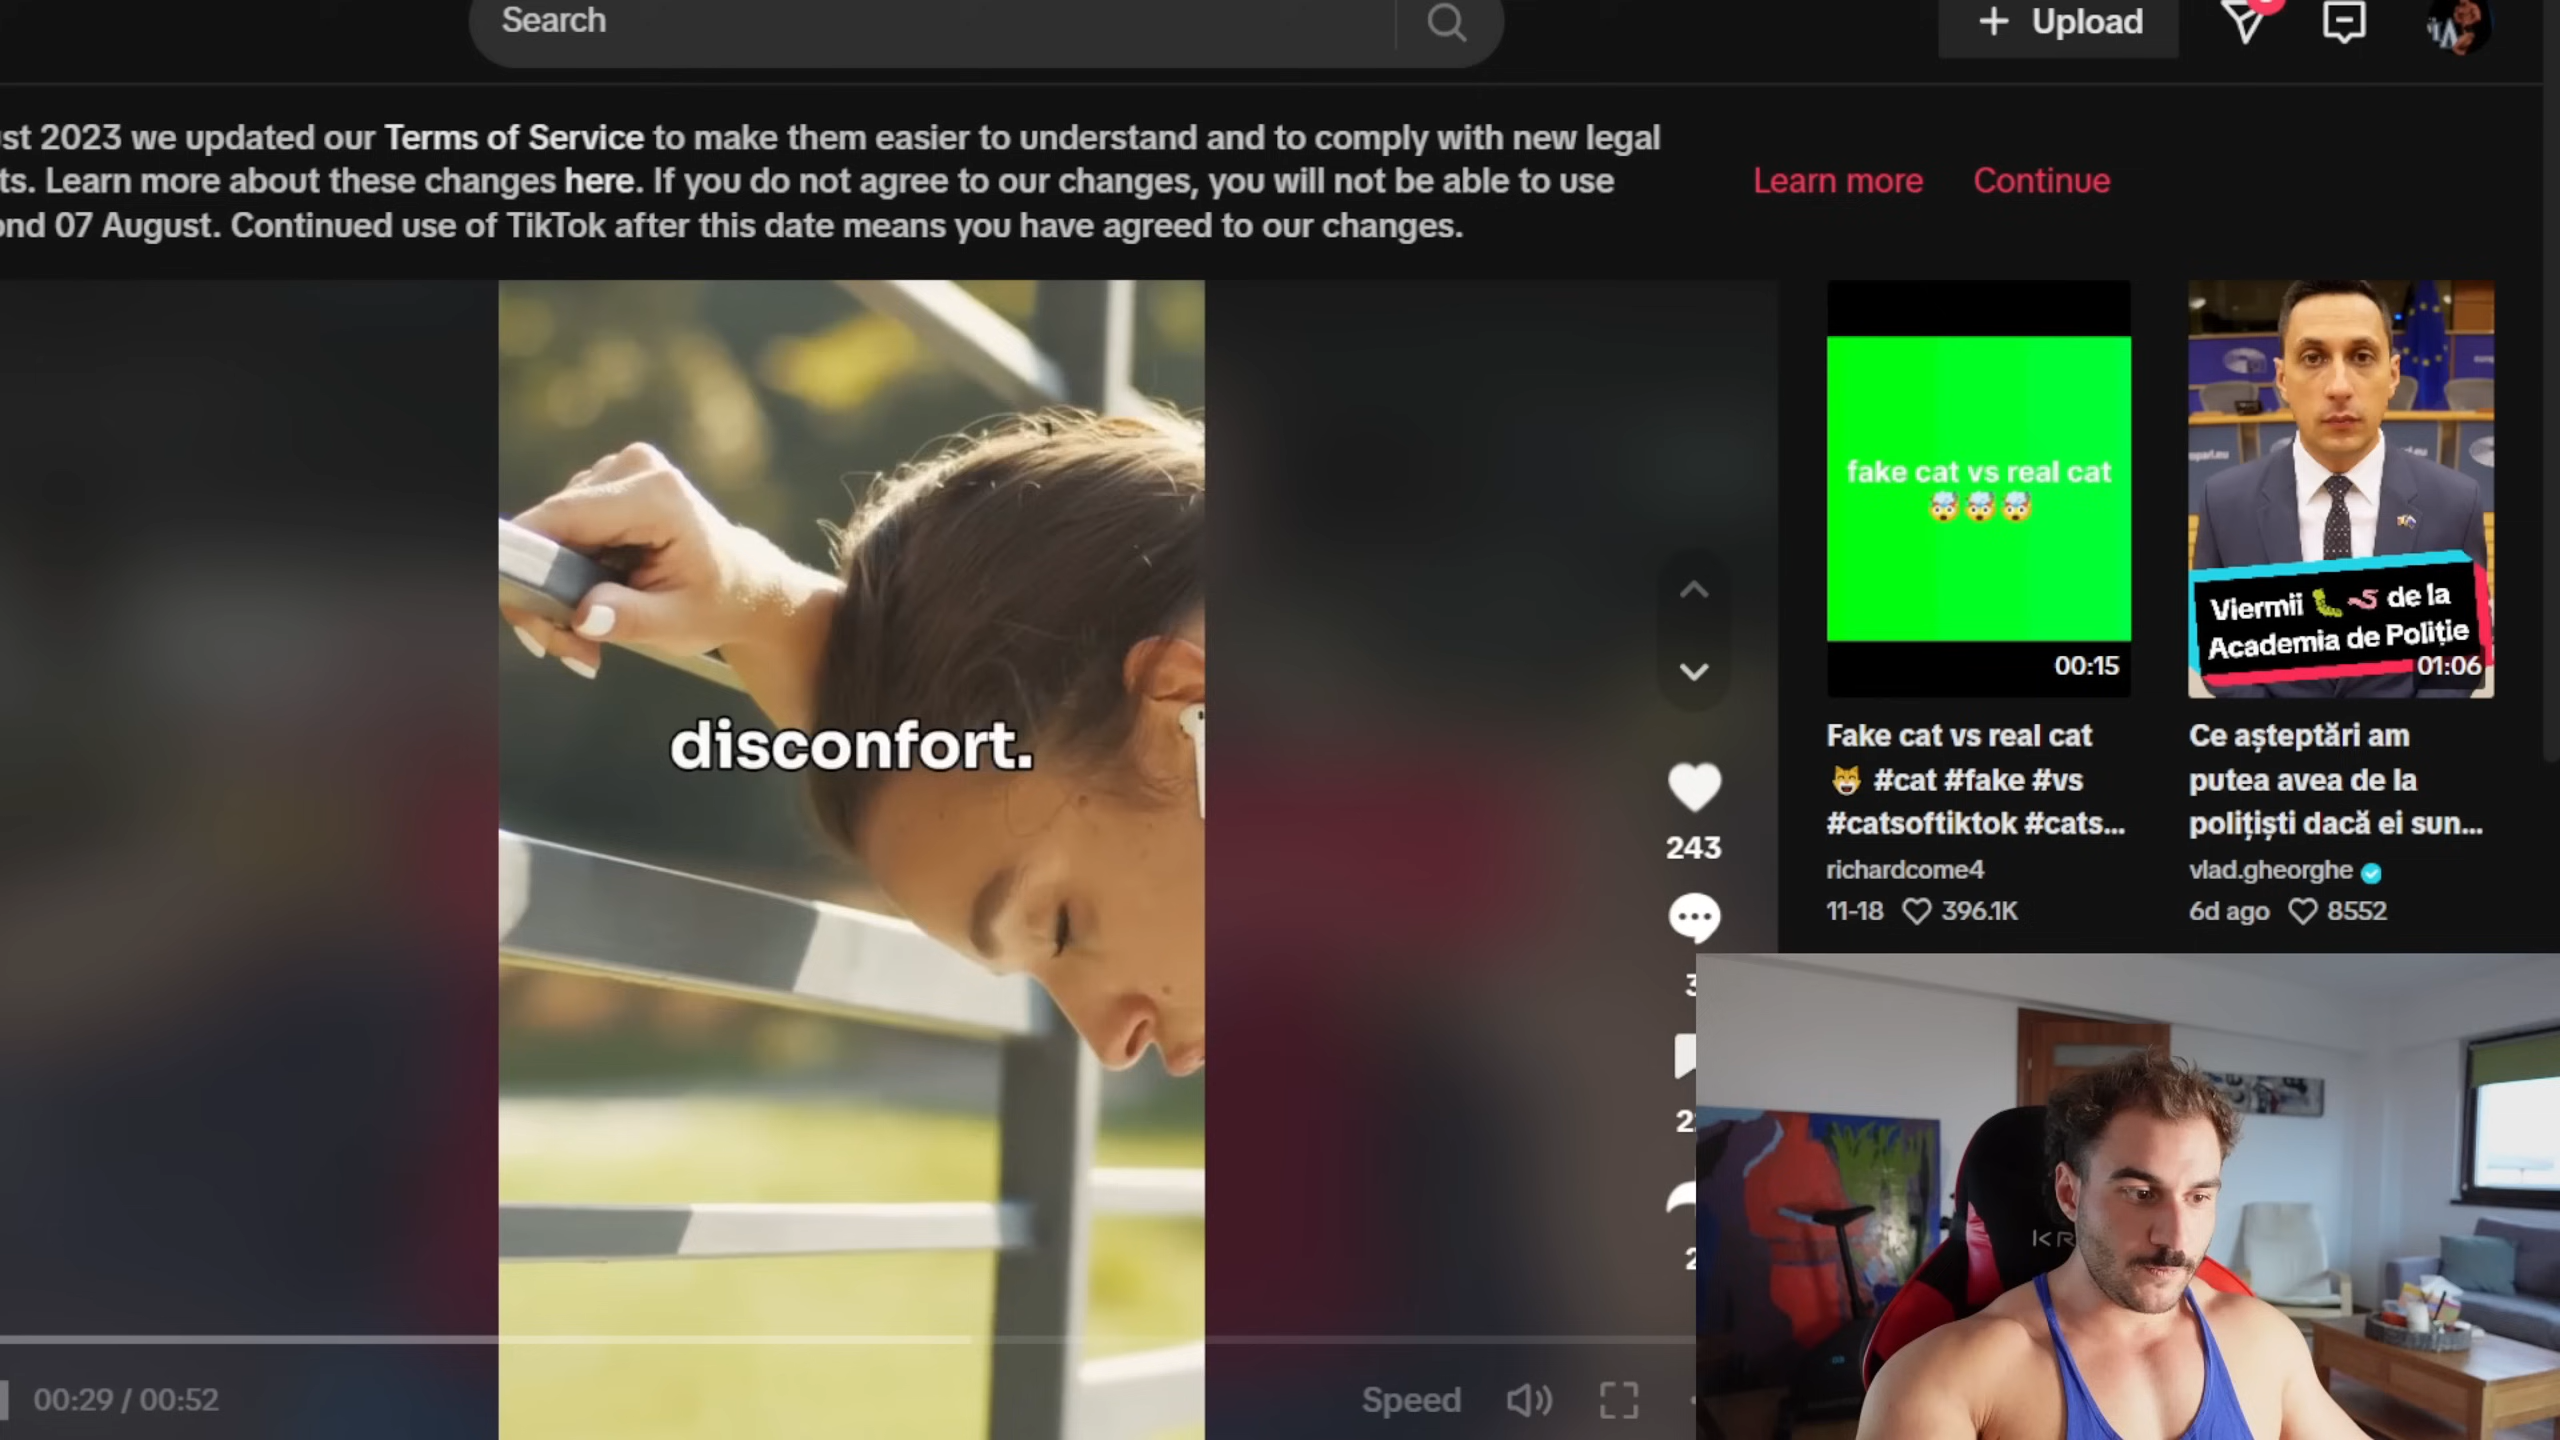 Search
Upload
st 2023 we updated our Terms of Service to make them easier to understand and to comply with new legal
ts. Learn more about these changes here. If you do not agree to our changes, you will not be able to use
ond 07 August. Continued use of TikTok after this date means you have agreed to our changes.
Learn more
Continue
disconfort.
243
fake cat vs real cat
🤯🤯🤯
00:15
Fake cat vs real cat
😸 #cat #fake #vs
#catsoftiktok #cats...
richardcome4
11-18 396.1K
Viermii 🐛🪱 de la
Academia de Poliție
01:06
Ce așteptări am
putea avea de la
polițiști dacă ei sun...
vlad.gheorghe
6d ago 8552
KR
00:29 / 00:52
Speed